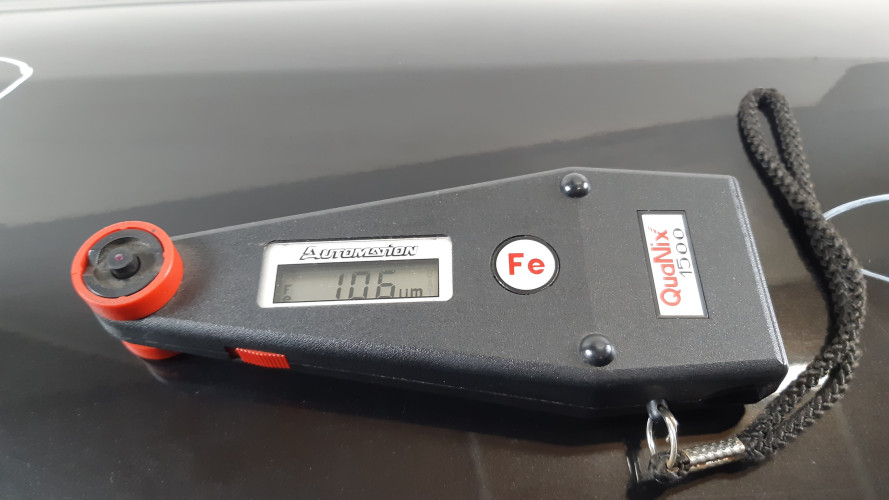 AUTOMATION
Fe
106 um
Fe
QuaNix
1500